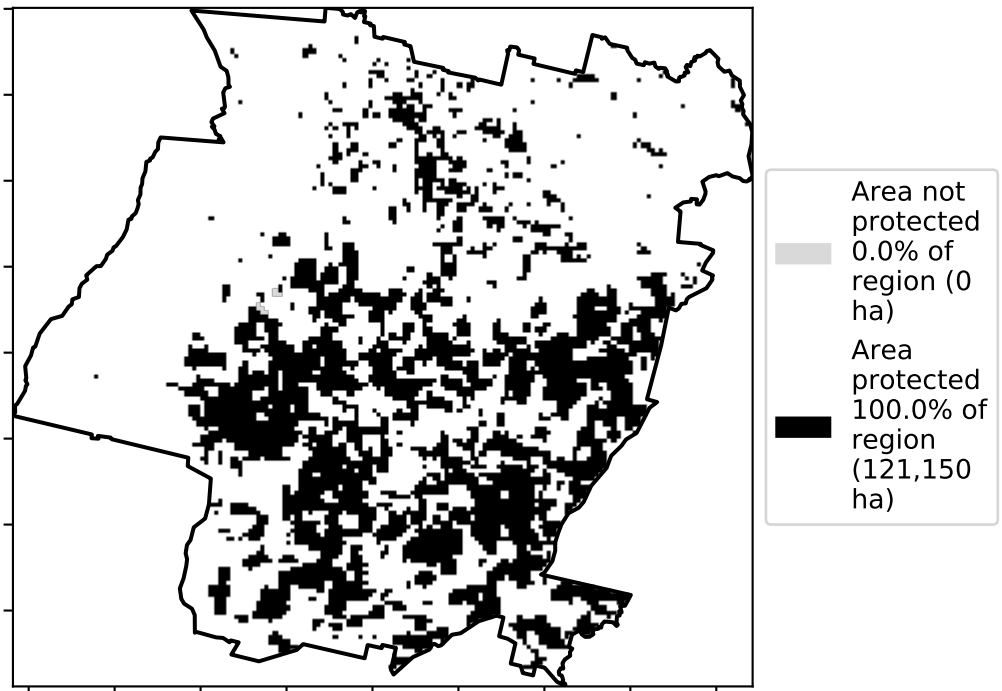 Area not
protected
0.0% of
region (0
ha)
Area
protected
100.0% of
region
(121,150
ha)